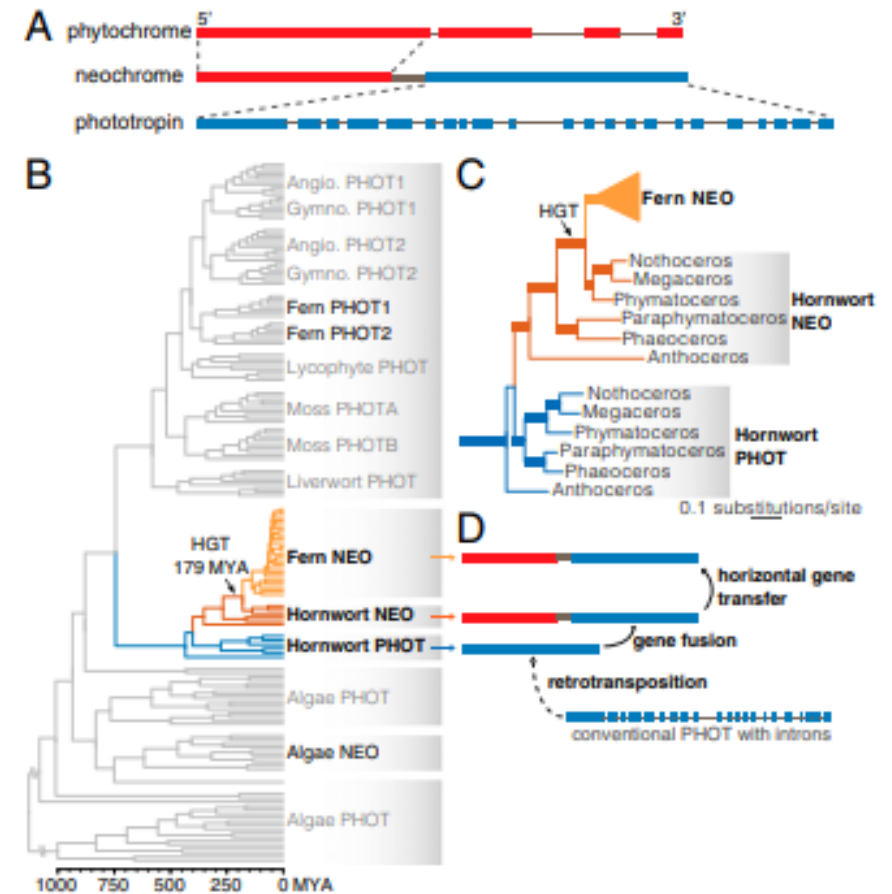 A
5' 3'
phytochrome
neochrome
phototropin
B
Angio. PHOT1
Gymno. PHOT1
Angio. PHOT2
Gymno. PHOT2
Fern PHOT1
Fern PHOT2
Lycophyte PHOT
Moss PHOTA
Moss PHOTB
Liverwort PHOT
HGT
179 MYA
Fern NEO
Hornwort NEO
Hornwort PHOT
Algae PHOT
Algae NEO
Algae PHOT
1000 750 500 250 0 MYA
C
HGT
Fern NEO
Nothoceros
Megaceros
Phymatoceros
Paraphymatoceros
Phaeoceros
Anthoceros
Hornwort
NEO
Nothoceros
Megaceros
Phymatoceros
Paraphymatoceros
Phaeoceros
Anthoceros
Hornwort
PHOT
0.1 substitutions/site
D
horizontal gene
transfer
gene fusion
retrotransposition
conventional PHOT with introns